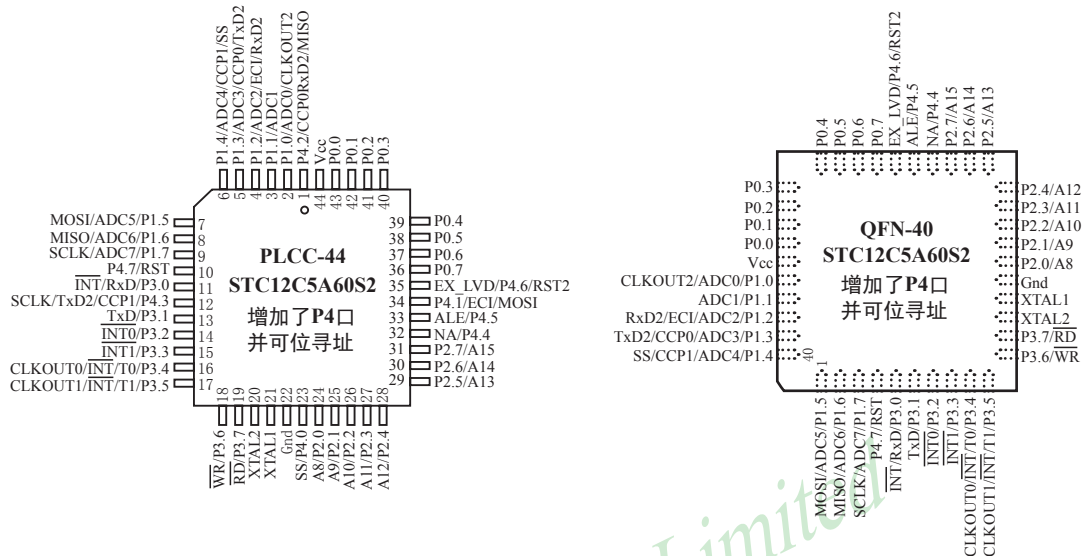 P1.4/ADC4/CCP1/SS
P1.3/ADC3/CCP0/TxD2
P1.2/ADC2/ECI/RxD2
P1.1/ADC1
P1.0/ADC0/CLKOUT2
P4.2/CCP0RxD2/MISO
Vcc
P0.0
P0.1
P0.2
P0.3
6
5
4
3
2
1
44
43
42
41
40
MOSI/ADC5/P1.5 7
MISO/ADC6/P1.6 8
SCLK/ADC7/P1.7 9
P4.7/RST 10
INT/RxD/P3.0 11
SCLK/TxD2/CCP1/P4.3 12
TxD/P3.1 13
INT0/P3.2 14
INT1/P3.3 15
CLKOUT0/INT/T0/P3.4 16
CLKOUT1/INT/T1/P3.5 17
PLCC-44
STC12C5A60S2
增加了P4口
并可位寻址
39 P0.4
38 P0.5
37 P0.6
36 P0.7
35 EX_LVD/P4.6/RST2
34 P4.1/ECI/MOSI
33 ALE/P4.5
32 NA/P4.4
31 P2.7/A15
30 P2.6/A14
29 P2.5/A13
18
19
20
21
22
23
24
25
26
27
28
WR/P3.6
RD/P3.7
XTAL2
XTAL1
Gnd
SS/P4.0
A8/P2.0
A9/P2.1
A10/P2.2
A11/P2.3
A12/P2.4
P0.4
P0.5
P0.6
P0.7
EX_LVD/P4.6/RST2
ALE/P4.5
NA/P4.4
P2.7/A15
P2.6/A14
P2.5/A13
P0.3
P0.2
P0.1
P0.0
Vcc
CLKOUT2/ADC0/P1.0
ADC1/P1.1
RxD2/ECI/ADC2/P1.2
TxD2/CCP0/ADC3/P1.3
SS/CCP1/ADC4/P1.4
QFN-40
STC12C5A60S2
增加了P4口
并可位寻址
40
1
P2.4/A12
P2.3/A11
P2.2/A10
P2.1/A9
P2.0/A8
Gnd
XTAL1
XTAL2
P3.7/RD
P3.6/WR
MOSI/ADC5/P1.5
MISO/ADC6/P1.6
SCLK/ADC7/P1.7
P4.7/RST
INT/RxD/P3.0
TxD/P3.1
INT0/P3.2
INT1/P3.3
CLKOUT0/INT/T0/P3.4
CLKOUT1/INT/T1/P3.5
Limited